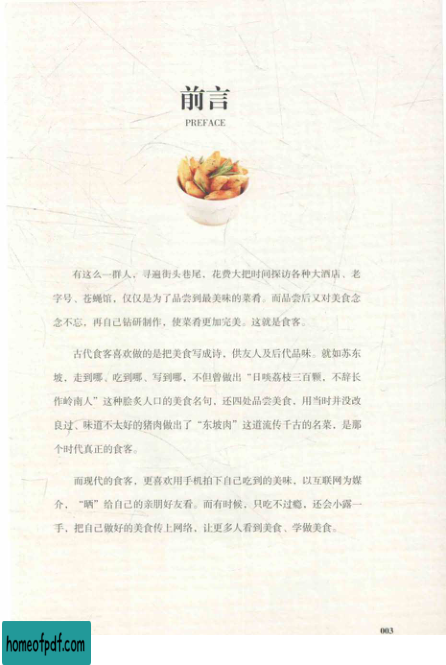 前言
PREFACE
有这么一群人，寻遍街头巷尾，花费大把时间探访各种大酒店、老
字号、苍蝇馆，仅仅是为了品尝到最美味的菜肴。而品尝后又对美食念
念不忘，再自己钻研制作，使菜肴更加完美。这就是食客。
古代食客喜欢做的是把美食写成诗，供友人及后代品味。就如苏东
坡，走到哪、吃到哪、写到哪，不但曾做出“日啖荔枝三百颗，不辞长
作岭南人”这种脍炙人口的美食名句，还四处品尝美食，用当时并没改
良过、味道不太好的猪肉做出了“东坡肉”这道流传千古的名菜，是那
个时代真正的食客。
而现代的食客，更喜欢用手机拍下自己吃到的美味，以互联网为媒
介，“晒”给自己的亲朋好友看。而有时候，只吃不过瘾，还会小露一
手，把自己做好的美食传上网络，让更多人看到美食、学做美食。
003
homeofpdf.com